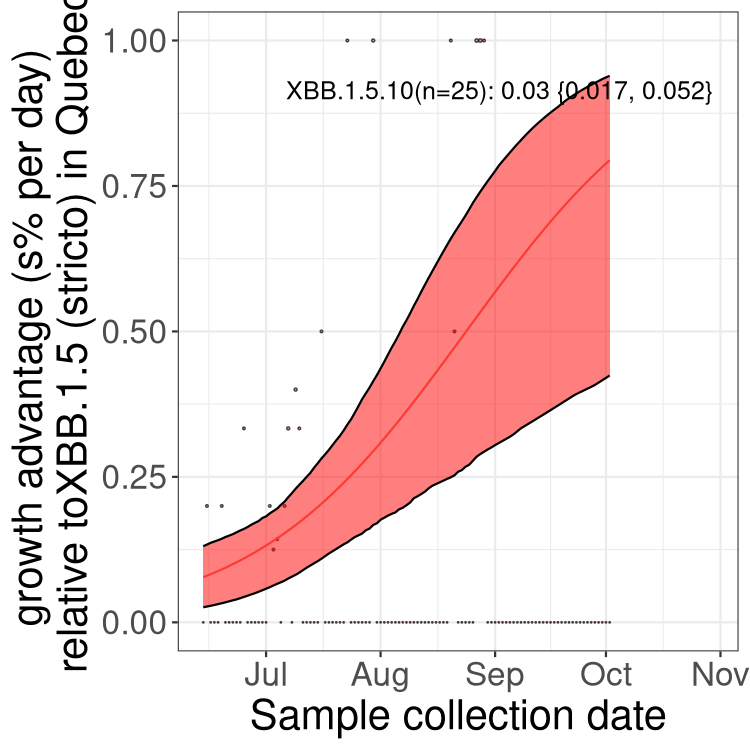 growth advantage (s% per day)
relative toXBB.1.5 (stricto) in Quebec
1.00
0.75
0.50
0.25
0.00
XBB.1.5.10(n=25): 0.03 {0.017, 0.052}
Jul Aug Sep Oct Nov
Sample collection date